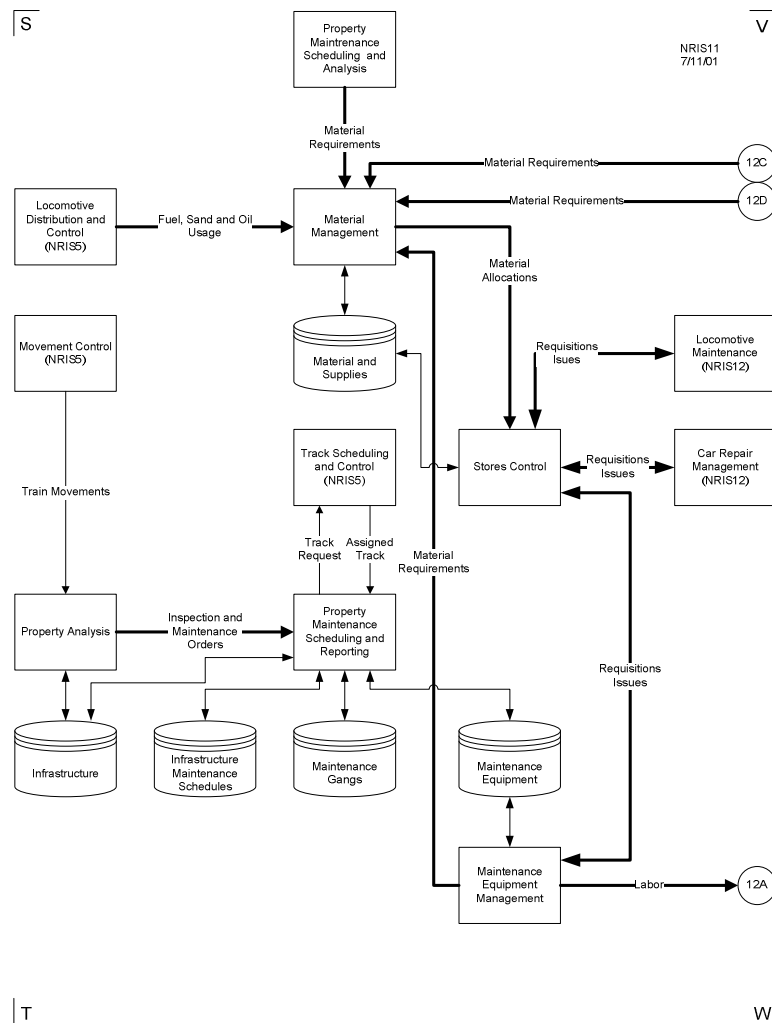 S
V
NRIS11
7/11/01
Property
Maintrenance
Scheduling and
Analysis
Material
Requirements
Material Requirements
12C
Locomotive
Distribution and
Control
(NRIS5)
Fuel, Sand and Oil
Usage
Material
Management
Material Requirements
12D
Material
Allocations
Movement Control
(NRIS5)
Material and
Supplies
Requisitions
Isues
Locomotive
Maintenance
(NRIS12)
Track Scheduling
and Control
(NRIS5)
Stores Control
Requisitions
Issues
Car Repair
Management
(NRIS12)
Train Movements
Track
Request
Assigned
Track
Material
Requirements
Property Analysis
Inspection and
Maintenance
Orders
Property
Maintenance
Scheduling and
Reporting
Requisitions
Issues
Infrastructure
Infrastructure
Maintenance
Schedules
Maintenance
Gangs
Maintenance
Equipment
Maintenance
Equipment
Management
Labor
12A
T
W